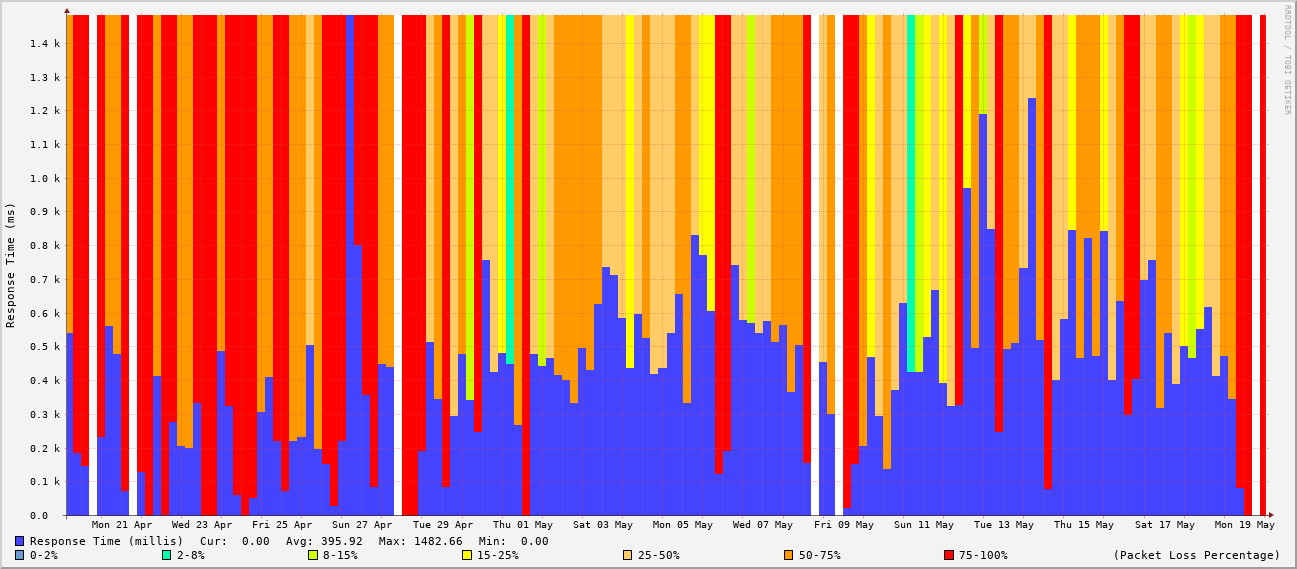 RRDTOOL / TOBI OETIKER
Response Time (ms)
1.4 k
1.3 k
1.2 k
1.1 k
1.0 k
0.9 k
0.8 k
0.7 k
0.6 k
0.5 k
0.4 k
0.3 k
0.2 k
0.1 k
0.0
Mon 21 Apr Wed 23 Apr Fri 25 Apr Sun 27 Apr Tue 29 Apr Thu 01 May Sat 03 May Mon 05 May Wed 07 May Fri 09 May Sun 11 May Tue 13 May Thu 15 May Sat 17 May Mon 19 May
Response Time (millis) Cur: 0.00 Avg: 395.92 Max: 1482.66 Min: 0.00
0-2% 2-8% 8-15% 15-25% 25-50% 50-75% 75-100% (Packet Loss Percentage)